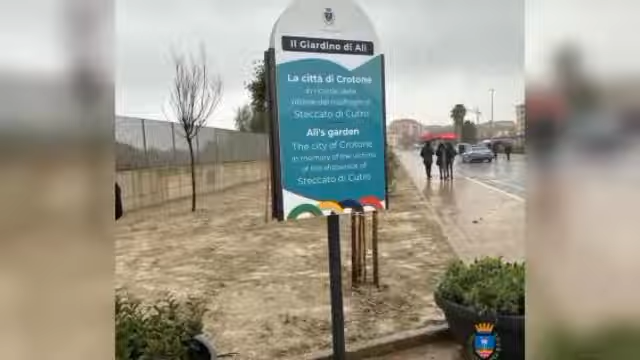 Il Giardino di Alì
La città di Crotone
in ricordo delle
vittime del naufragio di
Steccato di Cutro
Ali's garden
The city of Crotone
in memory of the victims
of the shipwreck of
Steccato di Cutro